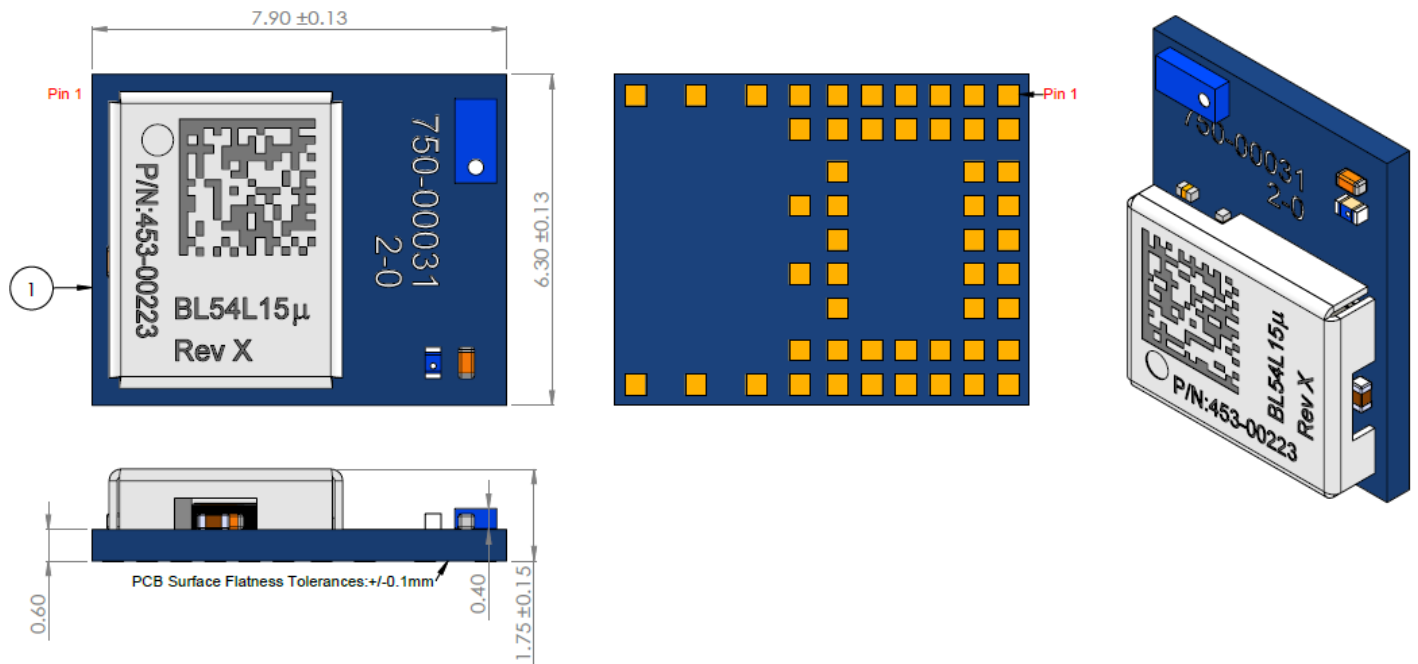 7.90 ±0.13
Pin 1
P/N:453-00223
BL54L15µ
Rev X
750-00031
2-0
6.30 ±0.13
1
Pin 1
750-00031
2-0
BL54L15µ
Rev X
P/N:453-00223
PCB Surface Flatness Tolerances:+/-0.1mm
0.60
0.40
1.75 ±0.15